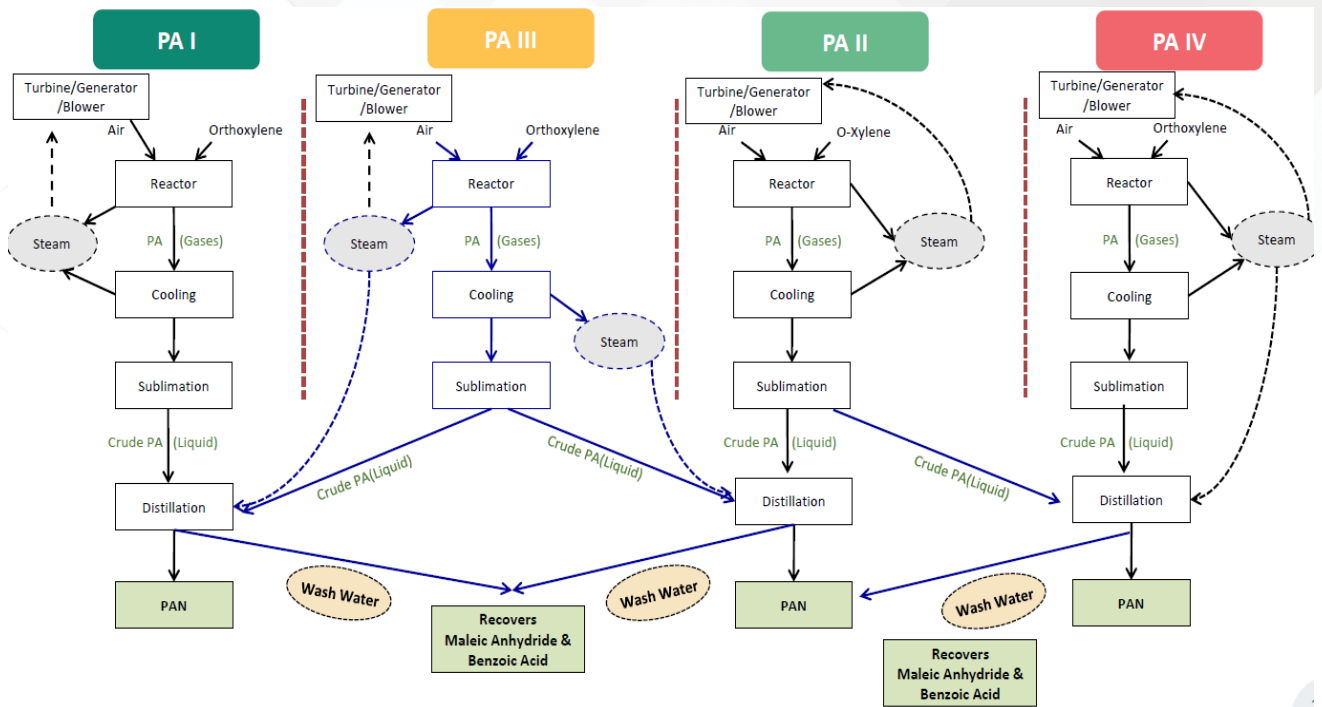 PA I
PA III
PA II
PA IV
Turbine/Generator
/Blower
Turbine/Generator
/Blower
Turbine/Generator
/Blower
Turbine/Generator
/Blower
Air
Orthoxylene
Air
Orthoxylene
Air
O-Xylene
Air
Orthoxylene
Reactor
Reactor
Reactor
Reactor
Steam
PA (Gases)
Steam
PA (Gases)
PA (Gases)
Steam
PA (Gases)
Steam
Cooling
Cooling
Cooling
Cooling
Steam
Sublimation
Sublimation
Sublimation
Sublimation
Crude PA (Liquid)
Crude PA(Liquid)
Crude PA(Liquid)
Crude PA (Liquid)
Crude PA(Liquid)
Crude PA (Liquid)
Distillation
Distillation
Distillation
PAN
Wash Water
Recovers
Maleic Anhydride &
Benzoic Acid
Wash Water
PAN
Wash Water
PAN
Recovers
Maleic Anhydride &
Benzoic Acid